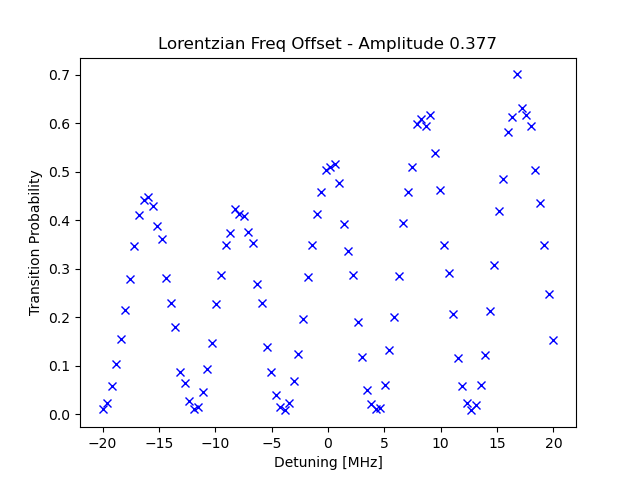 Lorentzian Freq Offset - Amplitude 0.377
0.7
0.6
0.5
0.4
0.3
0.2
0.1
0.0
Transition Probability
−20 −15 −10 −5 0 5 10 15 20
Detuning [MHz]